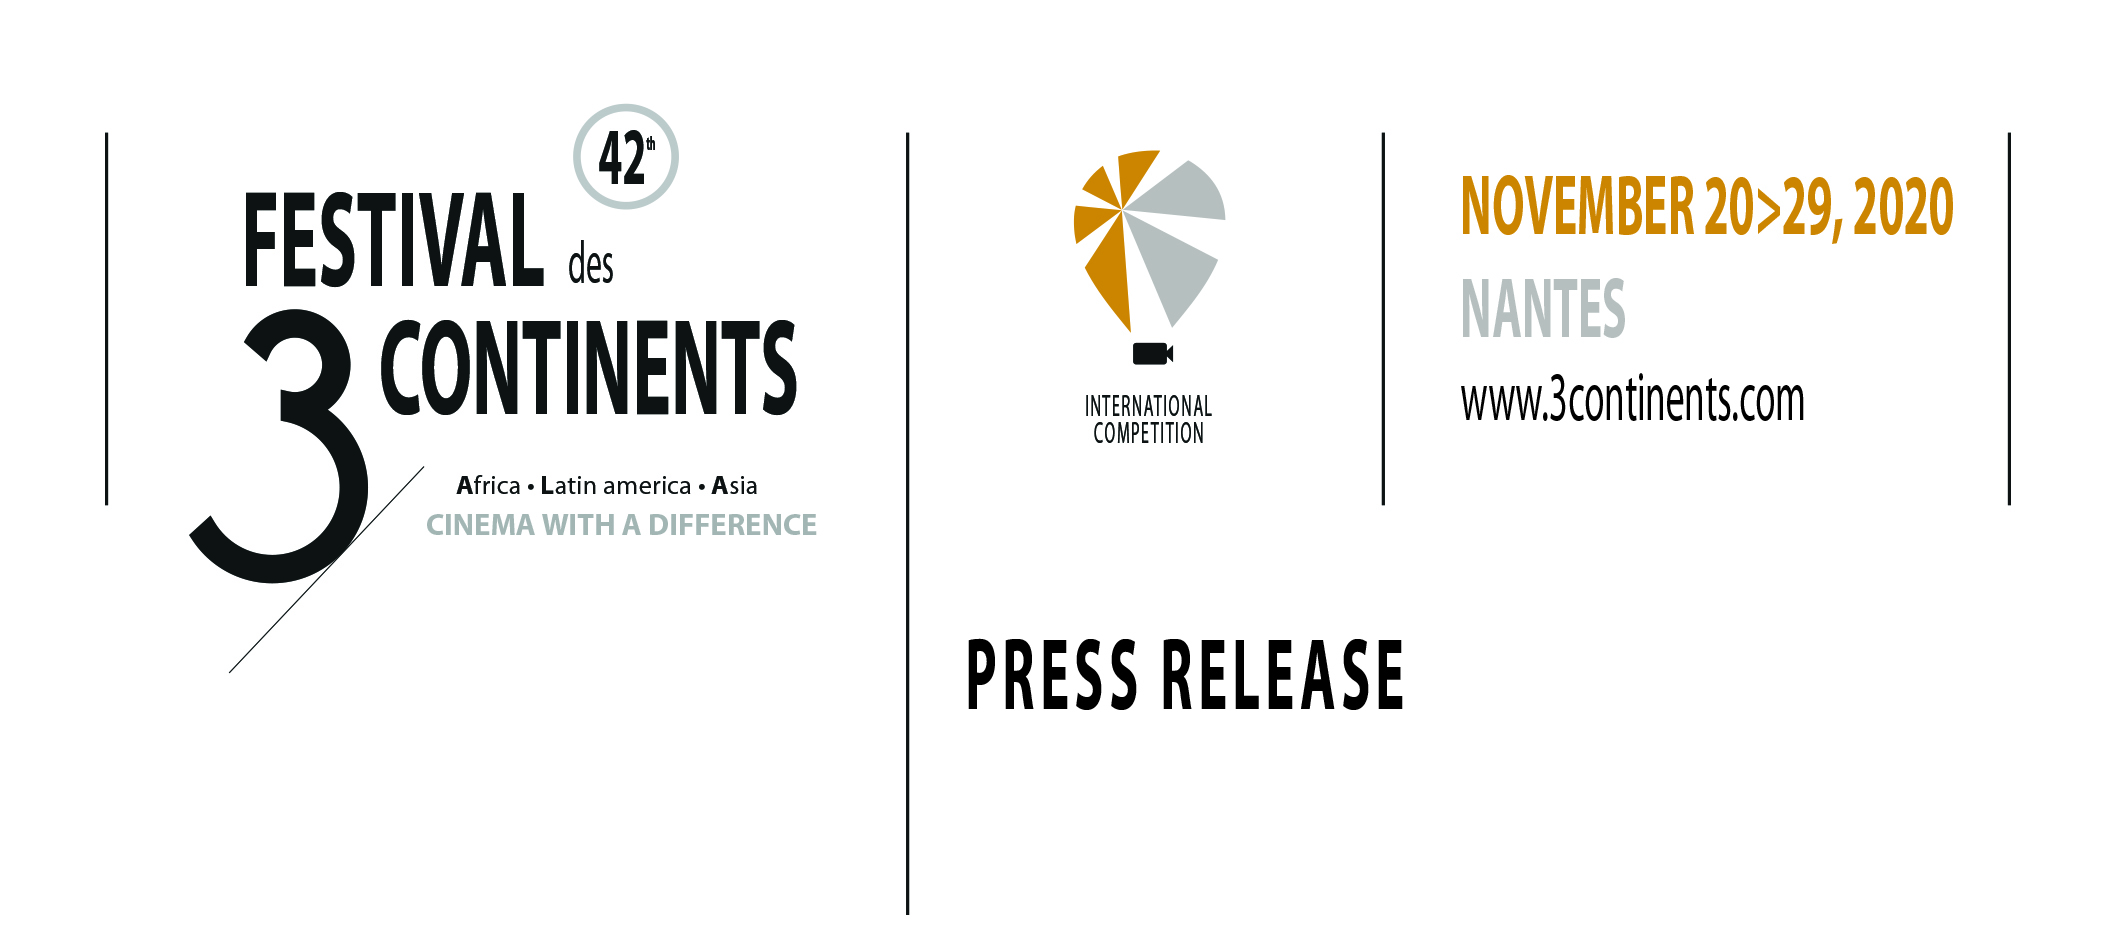 42th
FESTIVAL des
3 CONTINENTS
Africa • Latin america • Asia
CINEMA WITH A DIFFERENCE
INTERNATIONAL
COMPETITION
NOVEMBER 20>29, 2020
NANTES
www.3continents.com
PRESS RELEASE